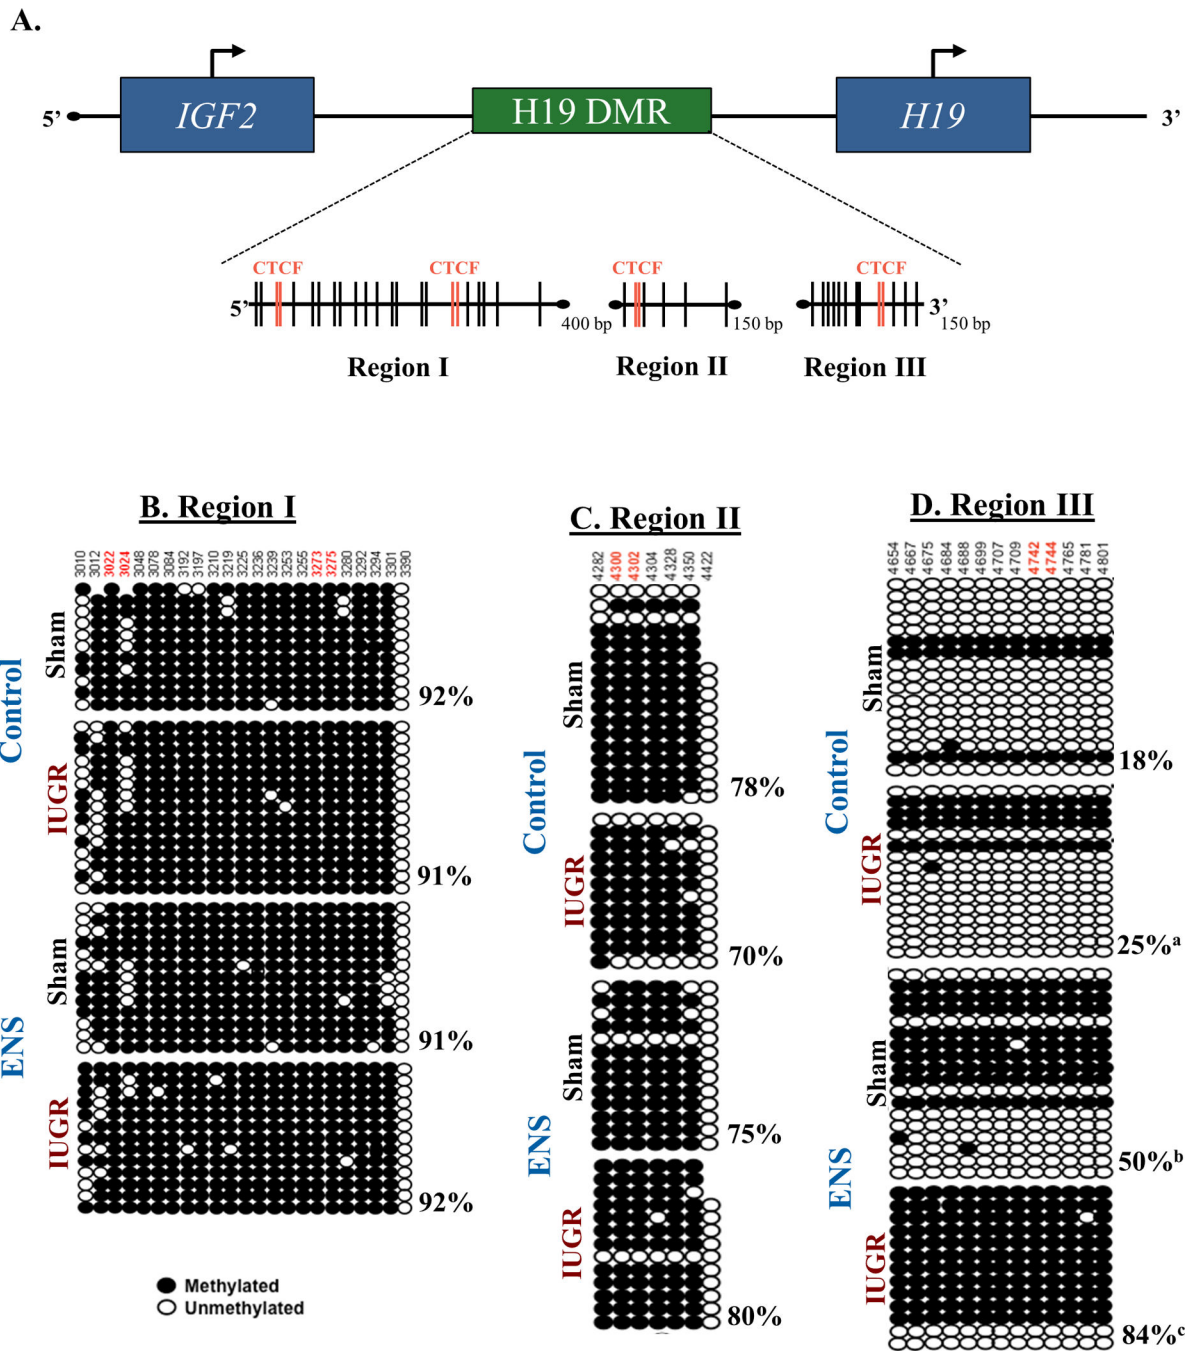 A.
5’ IGF2 H19 DMR H19 3’
CTCF CTCF CTCF CTCF
5’ 400 bp 150 bp 3’ 150 bp
Region I Region II Region III
B. Region I
3010 3012 3022 3024 3048 3078 3084 3192 3197 3210 3219 3225 3236 3239 3253 3255 3273 3275 3280 3292 3294 3301 3390
Control
Sham
92%
IUGR
91%
ENS
Sham
91%
IUGR
92%
Methylated
Unmethylated
C. Region II
4282 4300 4302 4304 4328 4350 4422
Control
Sham
78%
IUGR
70%
ENS
Sham
75%
IUGR
80%
D. Region III
4654 4667 4675 4684 4688 4699 4707 4709 4742 4744 4765 4781 4801
Control
Sham
18%
IUGR
25%a
ENS
Sham
50%b
IUGR
84%c